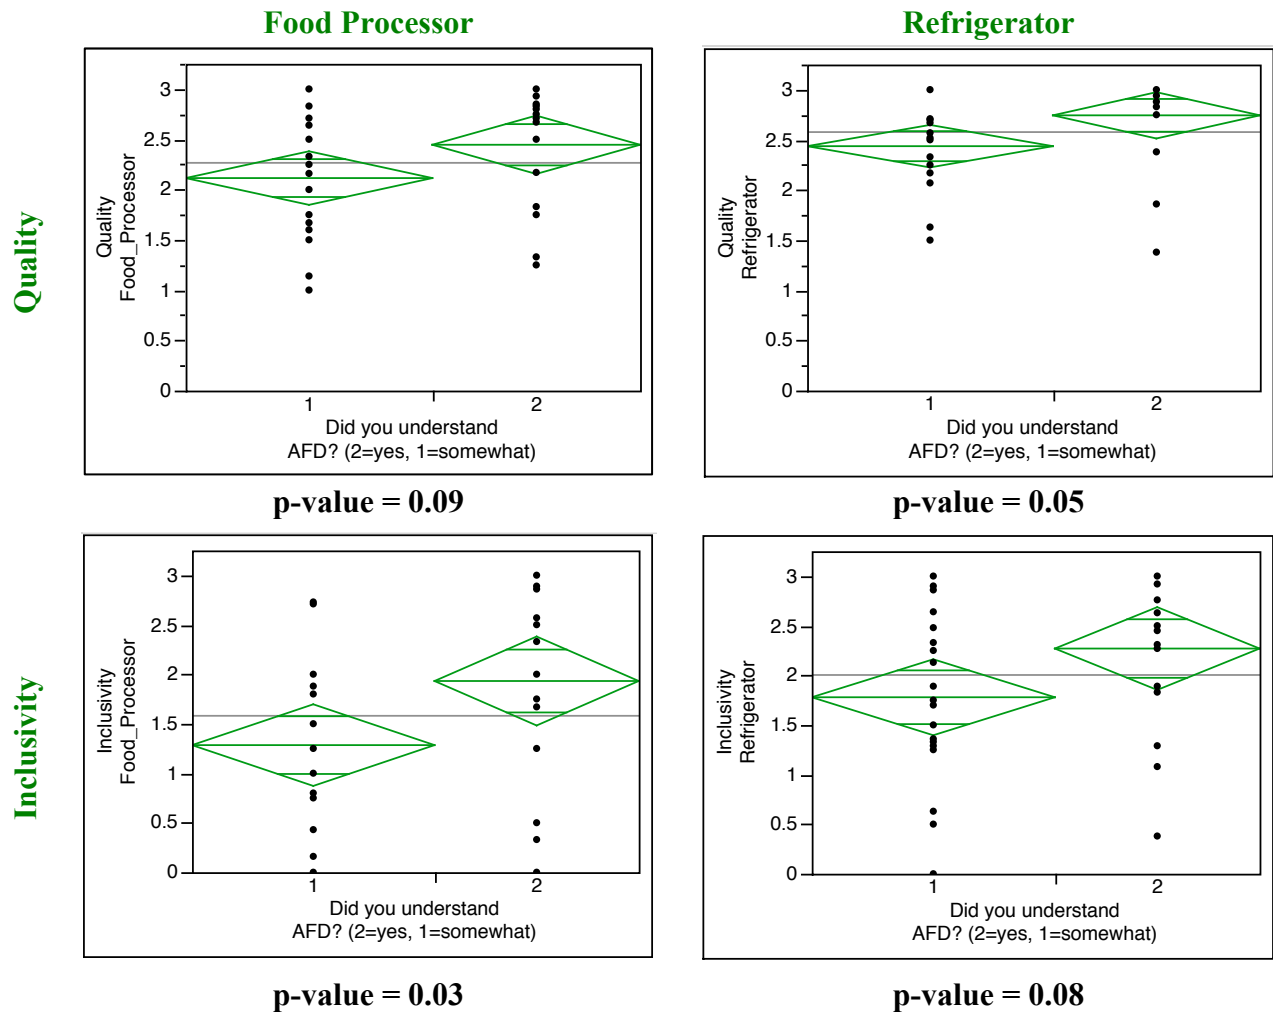 Food Processor
Refrigerator
Quality
Quality
Food_Processor
3
2.5
2
1.5
1
0.5
0
1
2
Did you understand
AFD? (2=yes, 1=somewhat)
p-value = 0.09
Quality
Refrigerator
3
2.5
2
1.5
1
0.5
0
1
2
Did you understand
AFD? (2=yes, 1=somewhat)
p-value = 0.05
Inclusivity
Inclusivity
Food_Processor
3
2.5
2
1.5
1
0.5
0
1
2
Did you understand
AFD? (2=yes, 1=somewhat)
p-value = 0.03
Inclusivity
Refrigerator
3
2.5
2
1.5
1
0.5
0
1
2
Did you understand
AFD? (2=yes, 1=somewhat)
p-value = 0.08